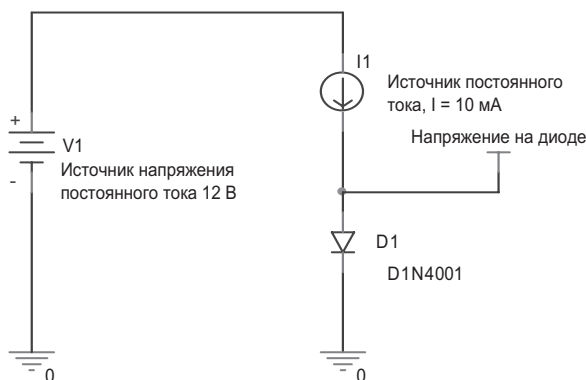 I1
Источник постоянного
тока, I = 10 мА
Напряжение на диоде
+
V1
Источник напряжения
постоянного тока 12 В
-
D1
D1N4001
0
0